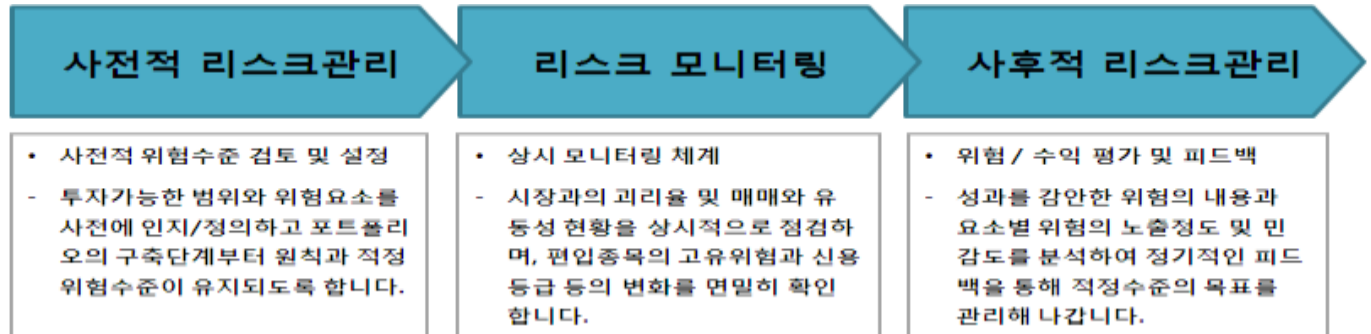 사전적 리스크관리
• 사전적 위험수준 검토 및 설정
- 투자가능한 범위와 위험요소를
사전에 인지/정의하고 포트폴리
오의 구축단계부터 원칙과 적정
위험수준이 유지되도록 합니다.
리스크 모니터링
• 상시 모니터링 체계
- 시장과의 괴리율 및 매매와 유
동성 현황을 상시적으로 점검하
며, 편입종목의 고유위험과 신용
등급 등의 변화를 면밀히 확인
합니다.
사후적 리스크관리
• 위험 / 수익 평가 및 피드백
- 성과를 감안한 위험의 내용과
요소별 위험의 노출정도 및 민
감도를 분석하여 정기적인 피드
백을 통해 적정수준의 목표를
관리해 나갑니다.